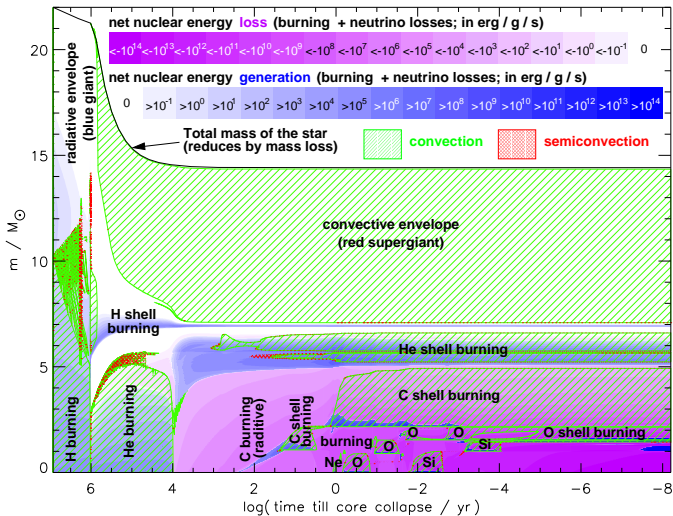 net nuclear energy loss (burning + neutrino losses; in erg / g / s)
<-10^14 <-10^13 <-10^12 <-10^11 <-10^10 <-10^9 <-10^8 <-10^7 <-10^6 <-10^5 <-10^4 <-10^3 <-10^2 <-10^1 <-10^0 <-10^-1 0
net nuclear energy generation (burning + neutrino losses; in erg / g / s)
0 >10^-1 >10^0 >10^1 >10^2 >10^3 >10^4 >10^5 >10^6 >10^7 >10^8 >10^9 >10^10 >10^11 >10^12 >10^13 >10^14
radiative envelope
(blue giant)
Total mass of the star
(reduces by mass loss)
convection
semiconvection
convective envelope
(red supergiant)
H shell
burning
He shell burning
C shell burning
H burning
He burning
C burning
(raditive)
C shell
burning
burning
O
O
O
O shell burning
Si
Ne
O
Si
20
15
10
5
0
m / M☉
6
4
2
0
-2
-4
-6
-8
log(time till core collapse / yr)